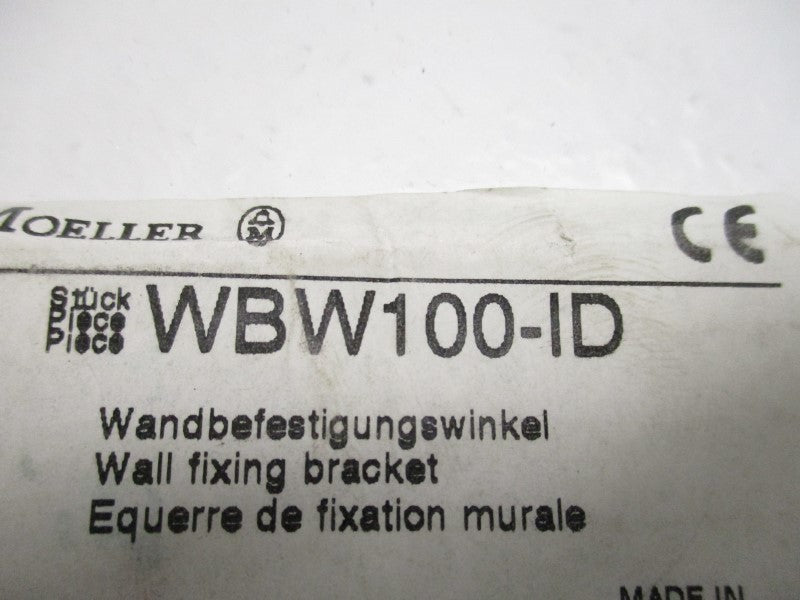 MOELLER CE
Stück
Piece
Pièce
WBW100-ID
Wandbefestigungswinkel
Wall fixing bracket
Equerre de fixation murale
MADE IN